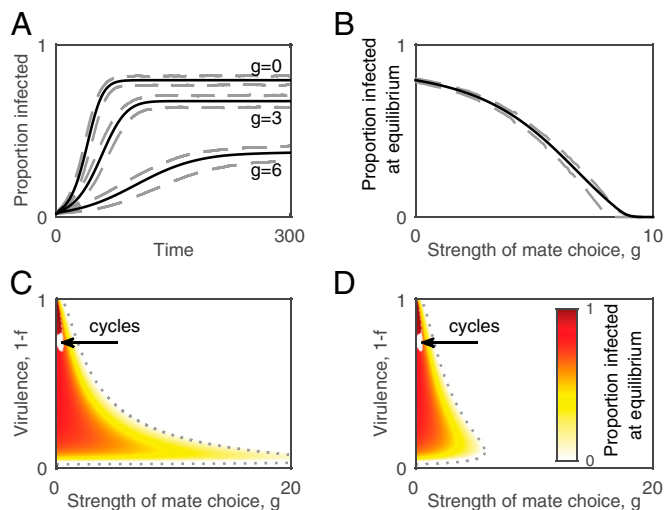 A
1
Proportion infected
0
g=0
g=3
g=6
0
Time
300
B
1
Proportion infected
at equilibrium
0
0
Strength of mate choice, g
10
C
1
Virulence, 1-f
0
cycles
0
Strength of mate choice, g
20
D
1
Virulence, 1-f
0
cycles
1
0
Proportion infected
at equilibrium
0
Strength of mate choice, g
20